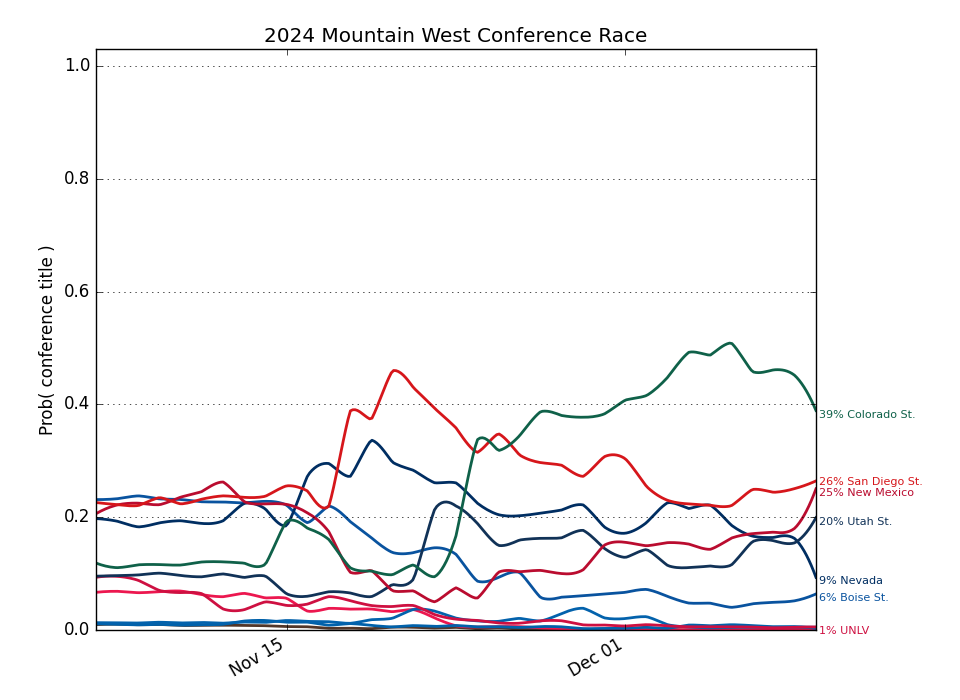 2024 Mountain West Conference Race
1.0
0.8
0.6
0.4
0.2
0.0
Prob( conference title )
Nov 15
Dec 01
39% Colorado St.
26% San Diego St.
25% New Mexico
20% Utah St.
9% Nevada
6% Boise St.
1% UNLV